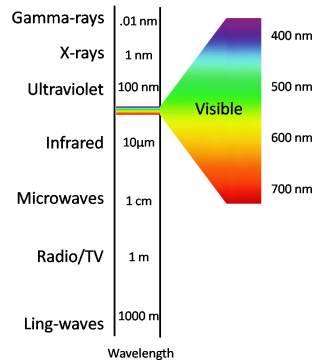 Gamma-rays .01 nm
400 nm
X-rays 1 nm
Ultraviolet 100 nm
500 nm
Visible
Infrared 10µm
600 nm
700 nm
Microwaves 1 cm
Radio/TV 1 m
Ling-waves 1000 m
Wavelength